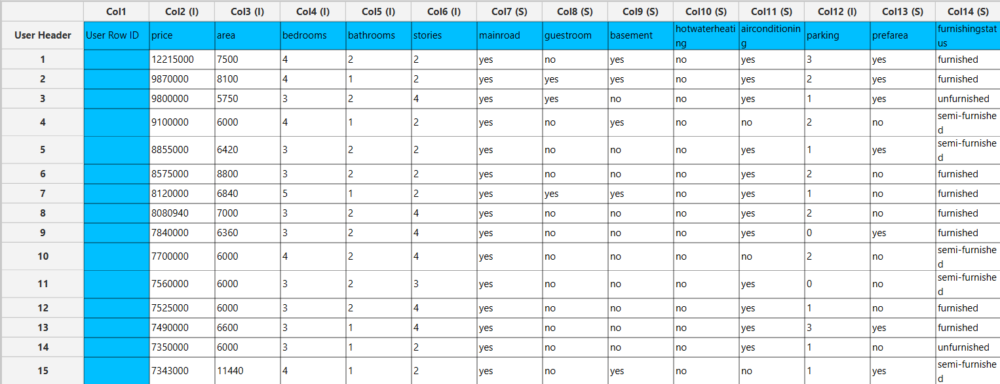 Col1 Col2 (I) Col3 (I) Col4 (I) Col5 (I) Col6 (I) Col7 (S) Col8 (S) Col9 (S) Col10 (S) Col11 (S) Col12 (I) Col13 (S) Col14 (S)
User Header User Row ID price area bedrooms bathrooms stories mainroad guestroom basement hotwaterheati airconditionin parking prefarea furnishingstat
ng g us
1 12215000 7500 4 2 2 yes no yes no yes 3 yes furnished
2 9870000 8100 4 1 2 yes yes yes no yes 2 yes furnished
3 9800000 5750 3 2 4 yes yes no no yes 1 yes unfurnished
4 9100000 6000 4 1 2 yes no yes no no 2 no semi-furnishe
d
5 8855000 6420 3 2 2 yes no no no yes 1 yes semi-furnishe
d
6 8575000 8800 3 2 2 yes no no no yes 2 no furnished
7 8120000 6840 5 1 2 yes yes yes no yes 1 no furnished
8 8080940 7000 3 2 4 yes no no no yes 2 no furnished
9 7840000 6360 3 2 4 yes no no no yes 0 yes furnished
10 7700000 6000 4 2 4 yes no no no no 2 no semi-furnishe
d
11 7560000 6000 3 2 3 yes no no no yes 0 no semi-furnishe
d
12 7525000 6000 3 2 4 yes no no no yes 1 no furnished
13 7490000 6600 3 1 4 yes no no no yes 3 yes furnished
14 7350000 6000 3 1 2 yes no no no yes 1 no unfurnished
15 7343000 11440 4 1 2 yes no yes no no 1 yes semi-furnishe
d